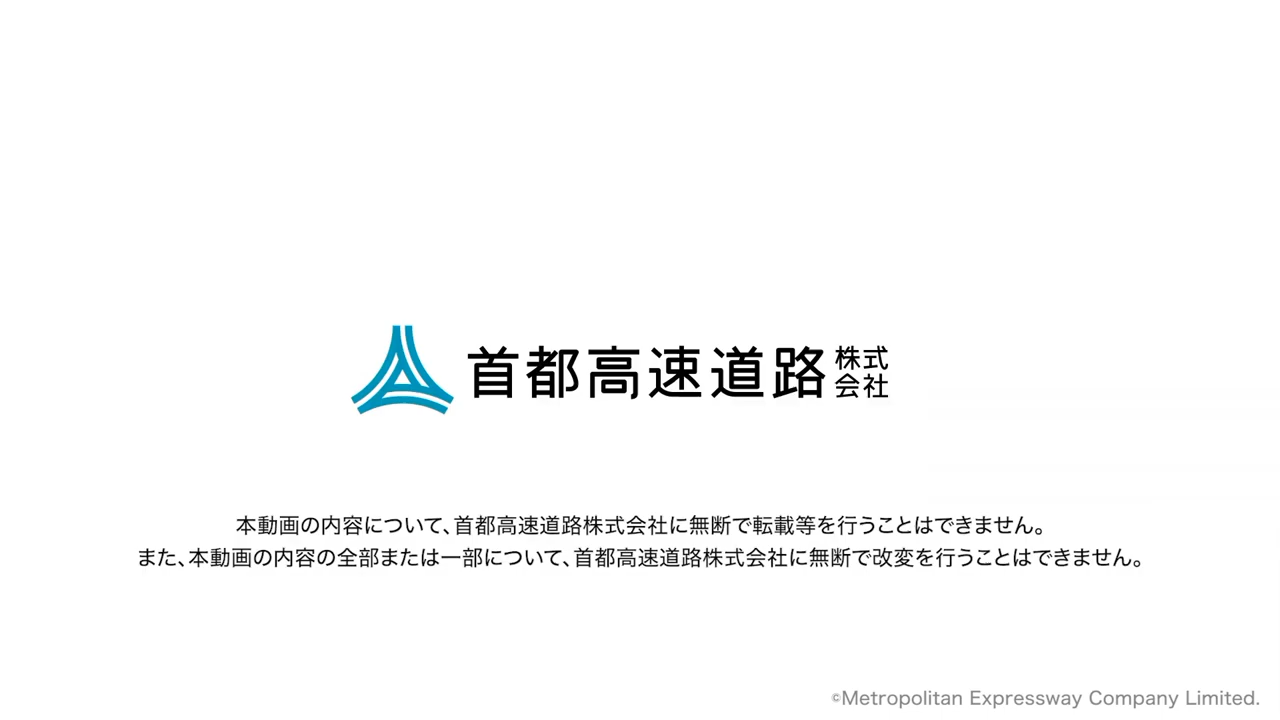 首都高速道路株式会社
本動画の内容について、首都高速道路株式会社に無断で転載等を行うことはできません。
また、本動画の内容の全部または一部について、首都高速道路株式会社に無断で改変を行うことはできません。
©Metropolitan Expressway Company Limited.